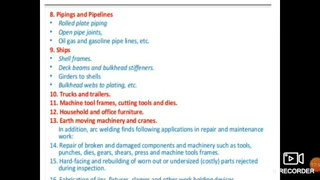 8. Pipings and Pipelines
• Rolled plate piping
• Open pipe joints,
• Oil gas and gasoline pipe lines, etc.
9. Ships
• Shell frames.
• Deck beams and bulkhead stiffeners.
• Girders to shells
• Bulkhead webs to plating, etc.
10. Trucks and trailers.
11. Machine tool frames, cutting tools and dies.
12. Household and office furniture.
13. Earth moving machinery and cranes.
In addition, arc welding finds following applications in repair and maintenance
work:
14. Repair of broken and damaged components and machinery such as tools,
punches, dies, gears, shears, press and machine tools frames.
15. Hard-facing and rebuilding of worn out or undersized (costly) parts rejected
during inspection.
16. Fabrication of jigs, fixtures, clamps and other work holding devices.
RECORDER